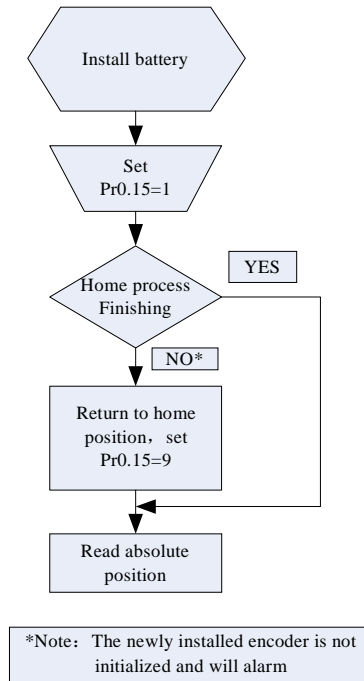 Install battery
Set
Pr0.15=1
Home process
Finishing
YES
NO*
Return to home
position，set
Pr0.15=9
Read absolute
position
*Note：The newly installed encoder is not
initialized and will alarm